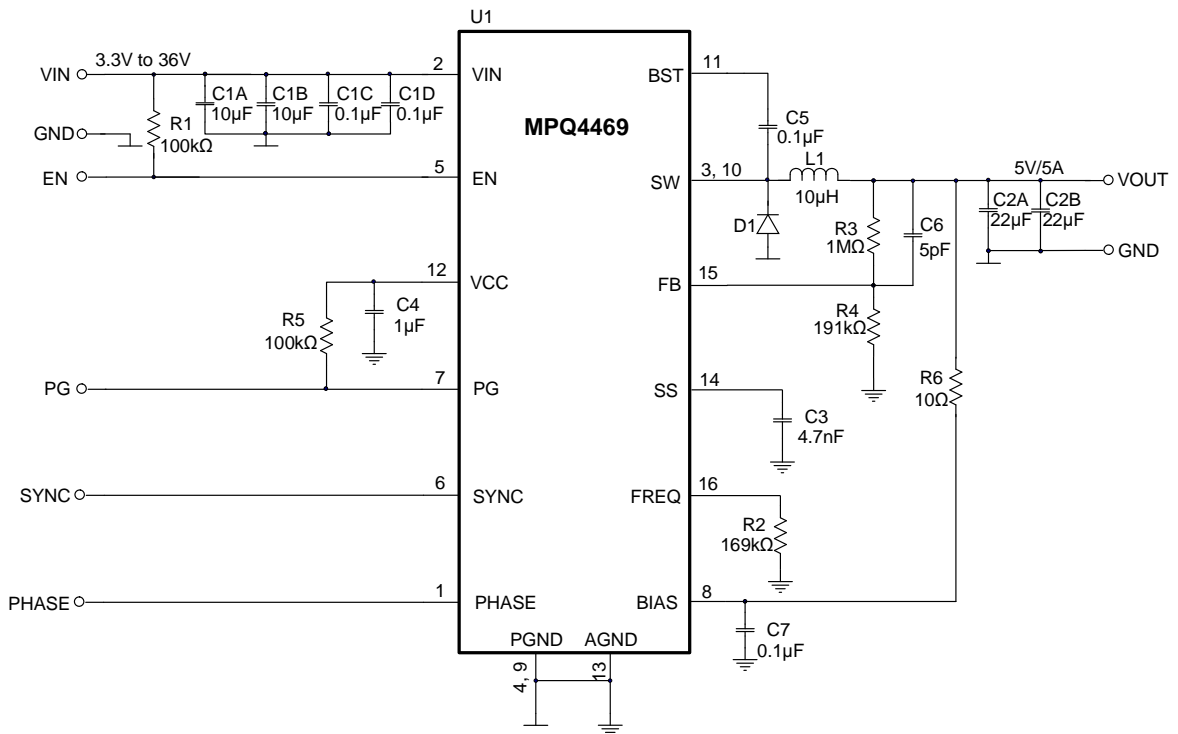 U1
MPQ4469
VIN
3.3V to 36V
2
VIN
C1A
10µF
C1B
10µF
C1C
0.1µF
C1D
0.1µF
GND
R1
100kΩ
EN
5
EN
12
VCC
C4
1µF
R5
100kΩ
PG
7
PG
SYNC
6
SYNC
PHASE
1
PHASE
PGND
AGND
4, 9
13
BST
11
C5
0.1µF
SW
3, 10
L1
10µH
D1
5V/5A
VOUT
R3
1MΩ
C6
5pF
C2A
22µF
C2B
22µF
GND
FB
15
R4
191kΩ
SS
14
C3
4.7nF
R6
10Ω
FREQ
16
R2
169kΩ
BIAS
8
C7
0.1µF